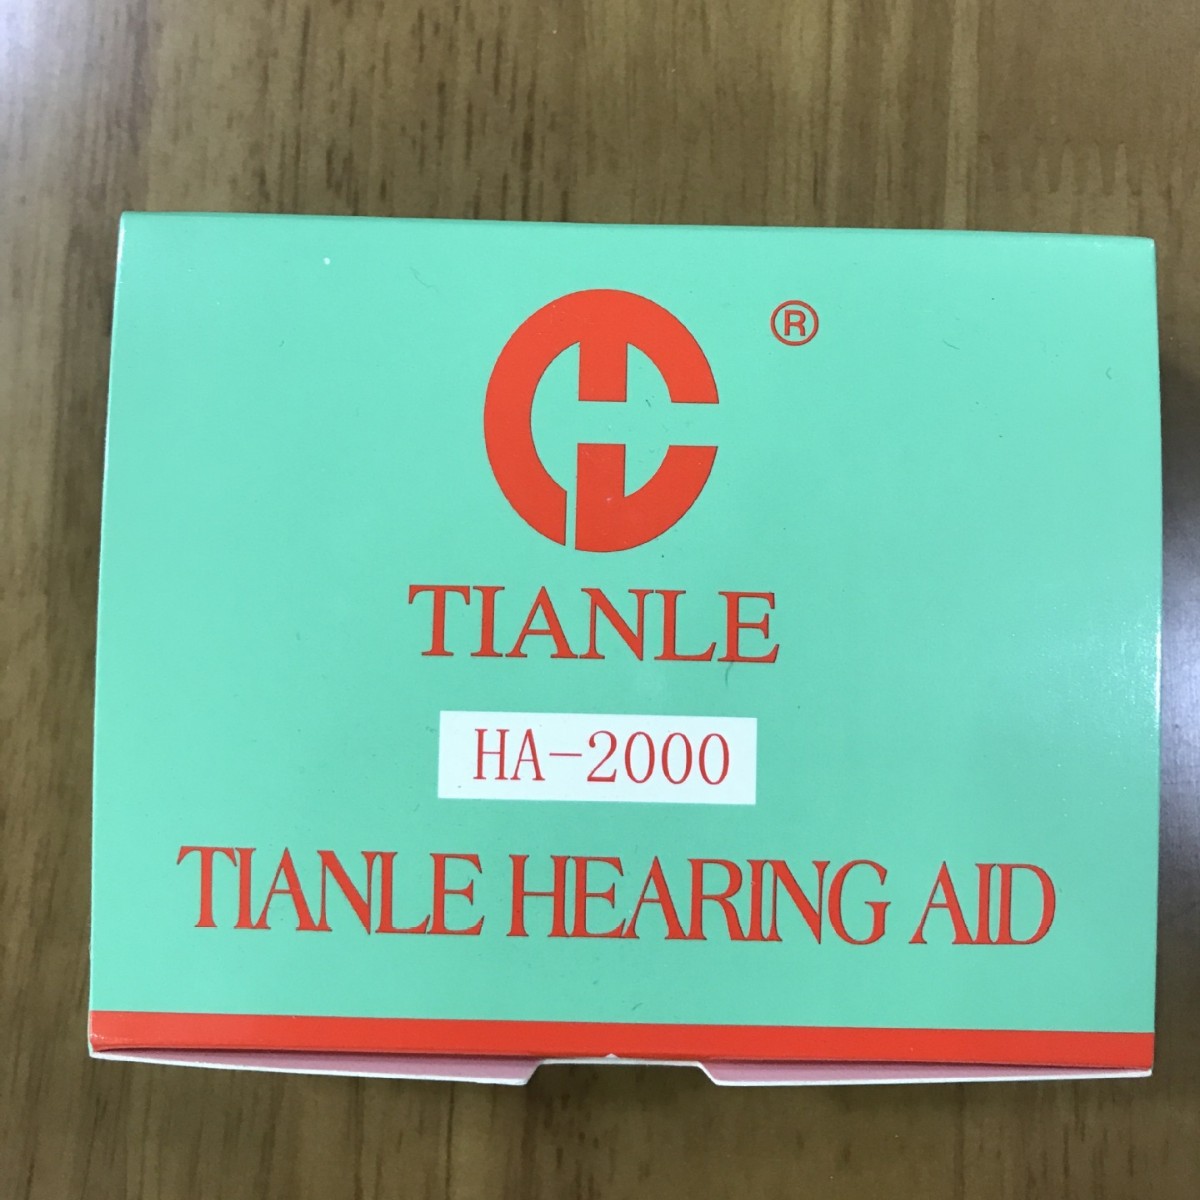 ®
TIANLE
HA-2000
TIANLE HEARING AID